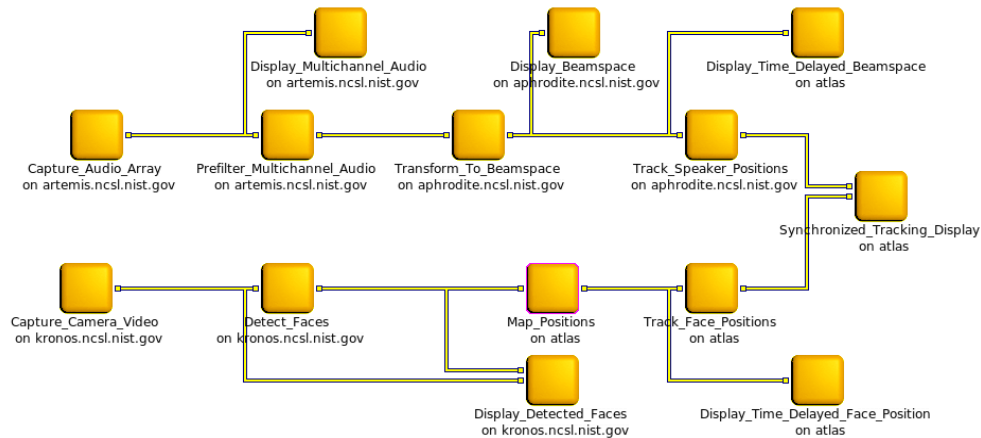 Display_Multichannel_Audio
on artemis.ncsl.nist.gov
Display_Beamspace
on aphrodite.ncsl.nist.gov
Display_Time_Delayed_Beamspace
on atlas
Capture_Audio_Array
on artemis.ncsl.nist.gov
Prefilter_Multichannel_Audio
on artemis.ncsl.nist.gov
Transform_To_Beamspace
on aphrodite.ncsl.nist.gov
Track_Speaker_Positions
on aphrodite.ncsl.nist.gov
Synchronized_Tracking_Display
on atlas
Capture_Camera_Video
on kronos.ncsl.nist.gov
Detect_Faces
on kronos.ncsl.nist.gov
Map_Positions
on atlas
Track_Face_Positions
on atlas
Display_Detected_Faces
on kronos.ncsl.nist.gov
Display_Time_Delayed_Face_Position
on atlas